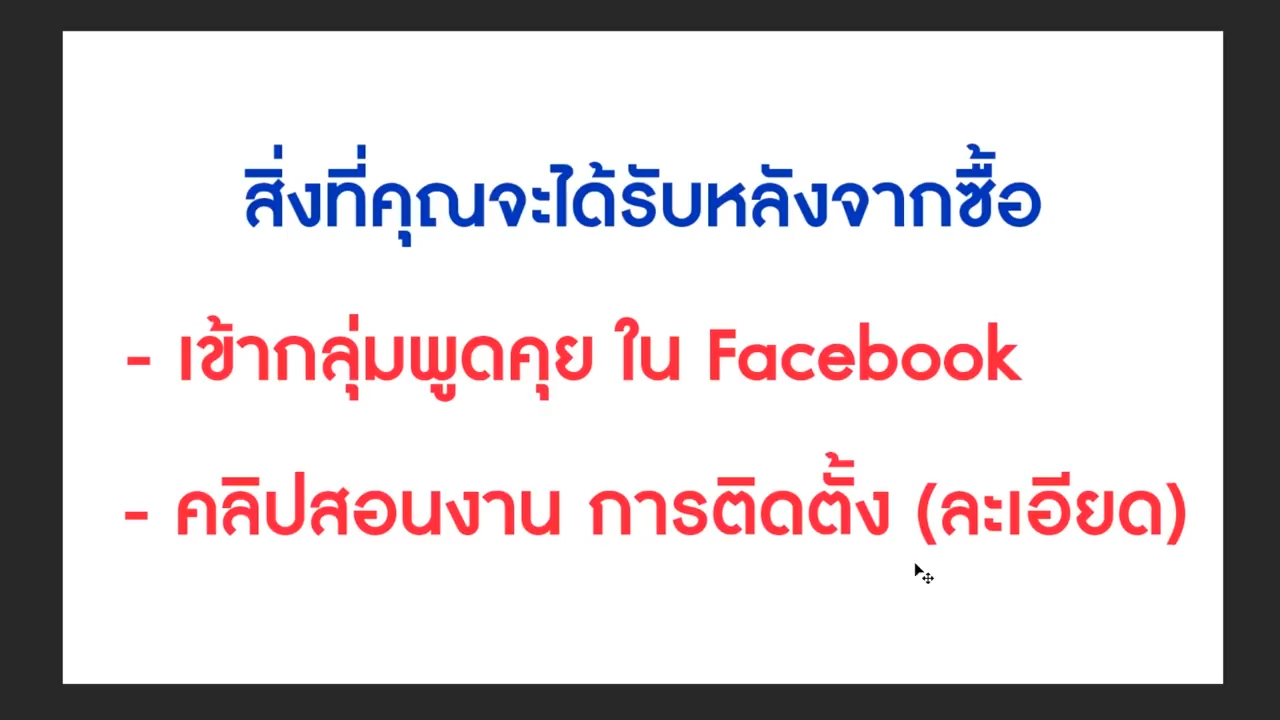 สิ่งที่คุณจะได้รับหลังจากซื้อ
- เข้ากลุ่มพูดคุย ใน Facebook
- คลิปสอนงาน การติดตั้ง (ละเอียด)